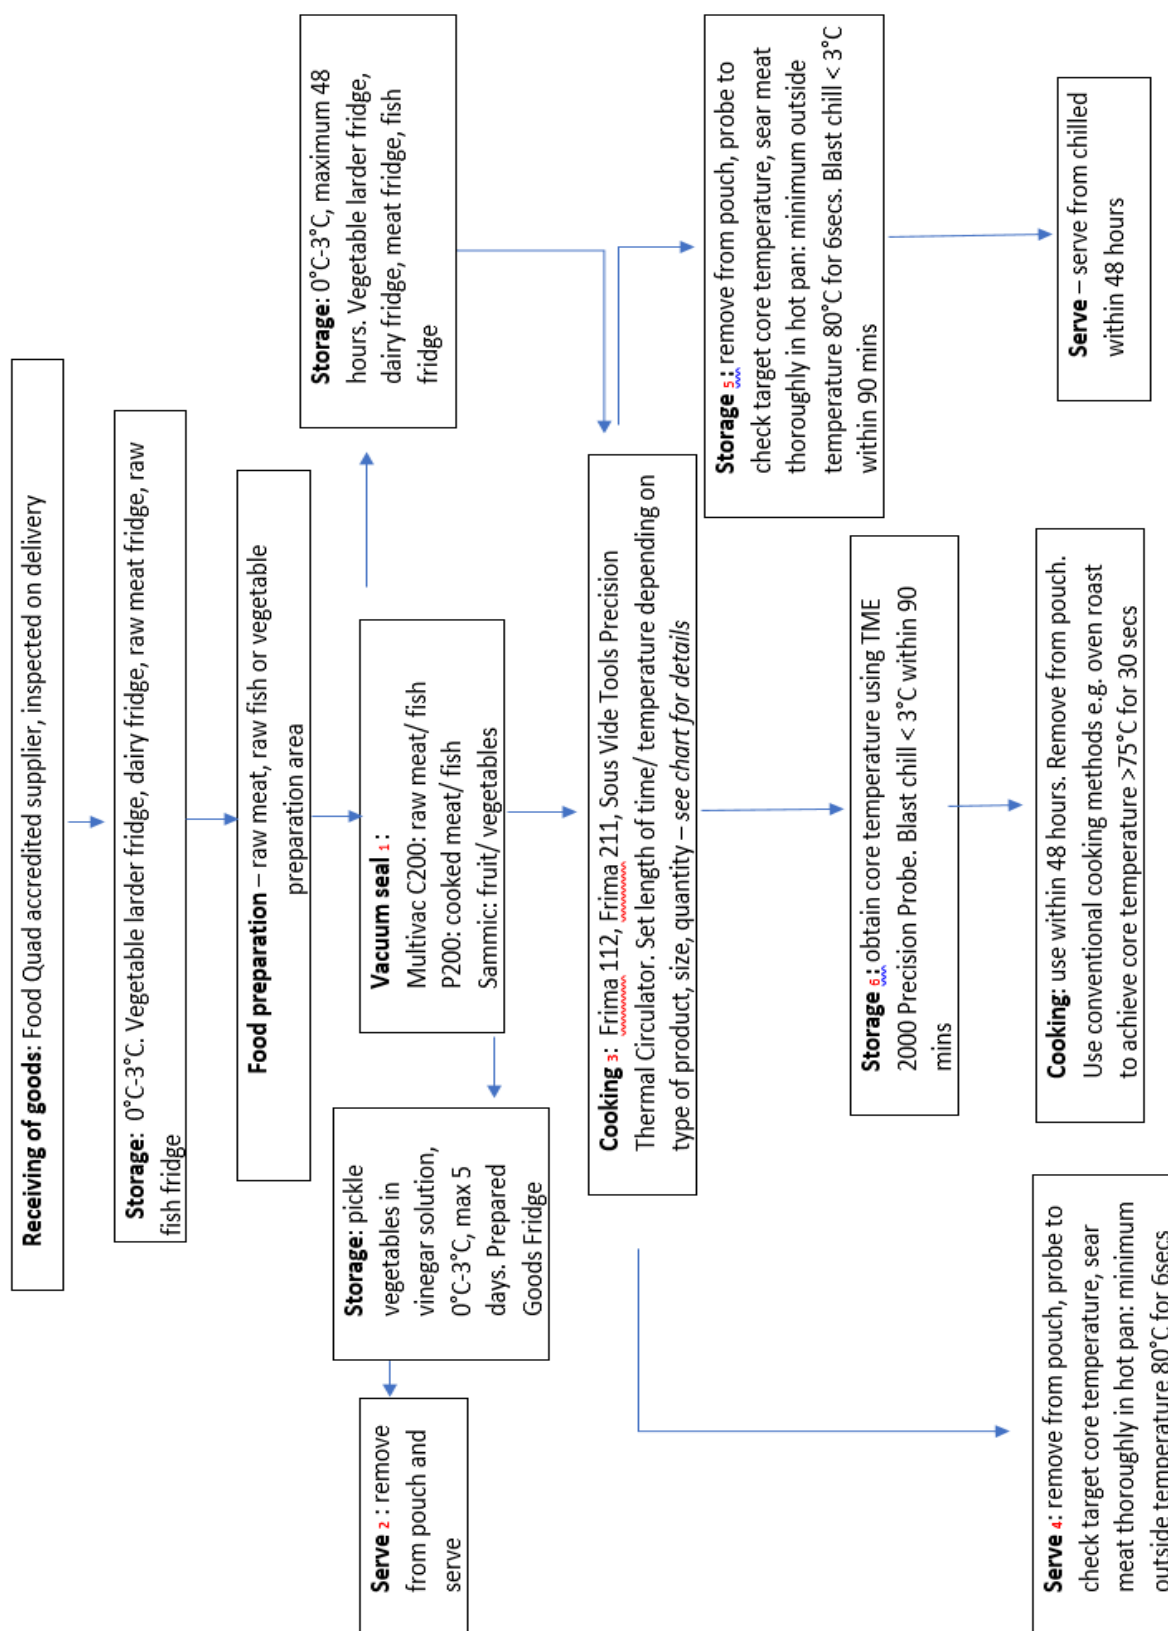 Receiving of goods: Food Quad accredited supplier, inspected on delivery
Storage: 0°C-3°C. Vegetable larder fridge, dairy fridge, raw meat fridge, raw
fish fridge
Food preparation – raw meat, raw fish or vegetable
preparation area
Vacuum seal 1 :
Multivac C200: raw meat/ fish
P200: cooked meat/ fish
Sammic: fruit/ vegetables
Storage: 0°C-3°C, maximum 48
hours. Vegetable larder fridge,
dairy fridge, meat fridge, fish
fridge
Storage: pickle
vegetables in
vinegar solution,
0°C-3°C, max 5
days. Prepared
Goods Fridge
Serve 2 : remove
from pouch and
serve
Cooking 3: Frima 112, Frima 211, Sous Vide Tools Precision
Thermal Circulator. Set length of time/ temperature depending on
type of product, size, quantity – see chart for details
Storage 5 : remove from pouch, probe to
check target core temperature, sear meat
thoroughly in hot pan: minimum outside
temperature 80°C for 6secs. Blast chill < 3°C
within 90 mins
Serve – serve from chilled
within 48 hours
Storage 6 : obtain core temperature using TME
2000 Precision Probe. Blast chill < 3°C within 90
mins
Cooking: use within 48 hours. Remove from pouch.
Use conventional cooking methods e.g. oven roast
to achieve core temperature >75°C for 30 secs
Serve 4: remove from pouch, probe to
check target core temperature, sear
meat thoroughly in hot pan: minimum
outside temperature 80°C for 6secs